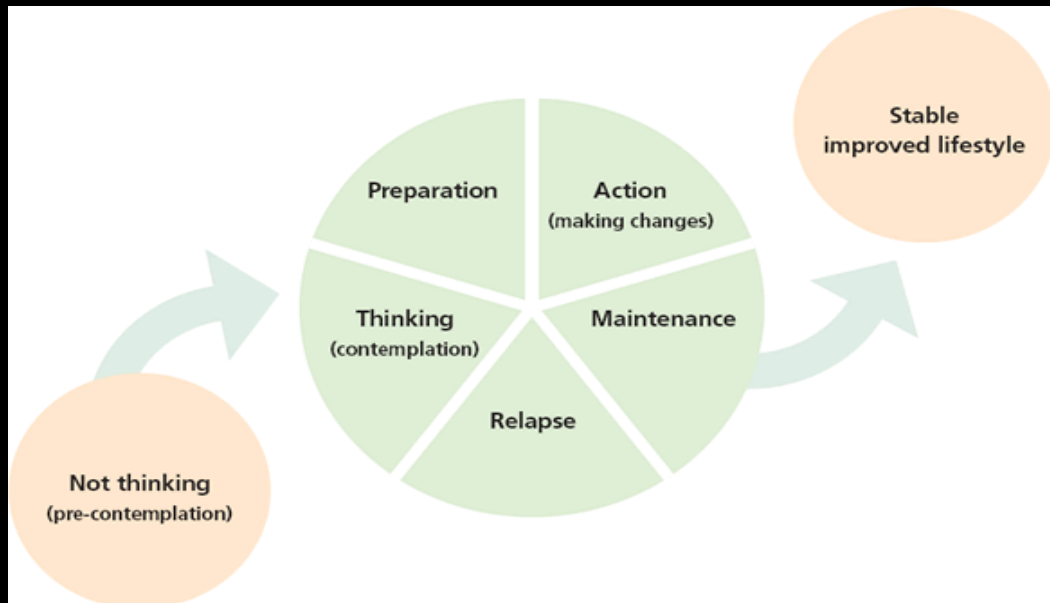 Stable
improved lifestyle
Preparation
Action
(making changes)
Thinking
(contemplation)
Maintenance
Relapse
Not thinking
(pre-contemplation)